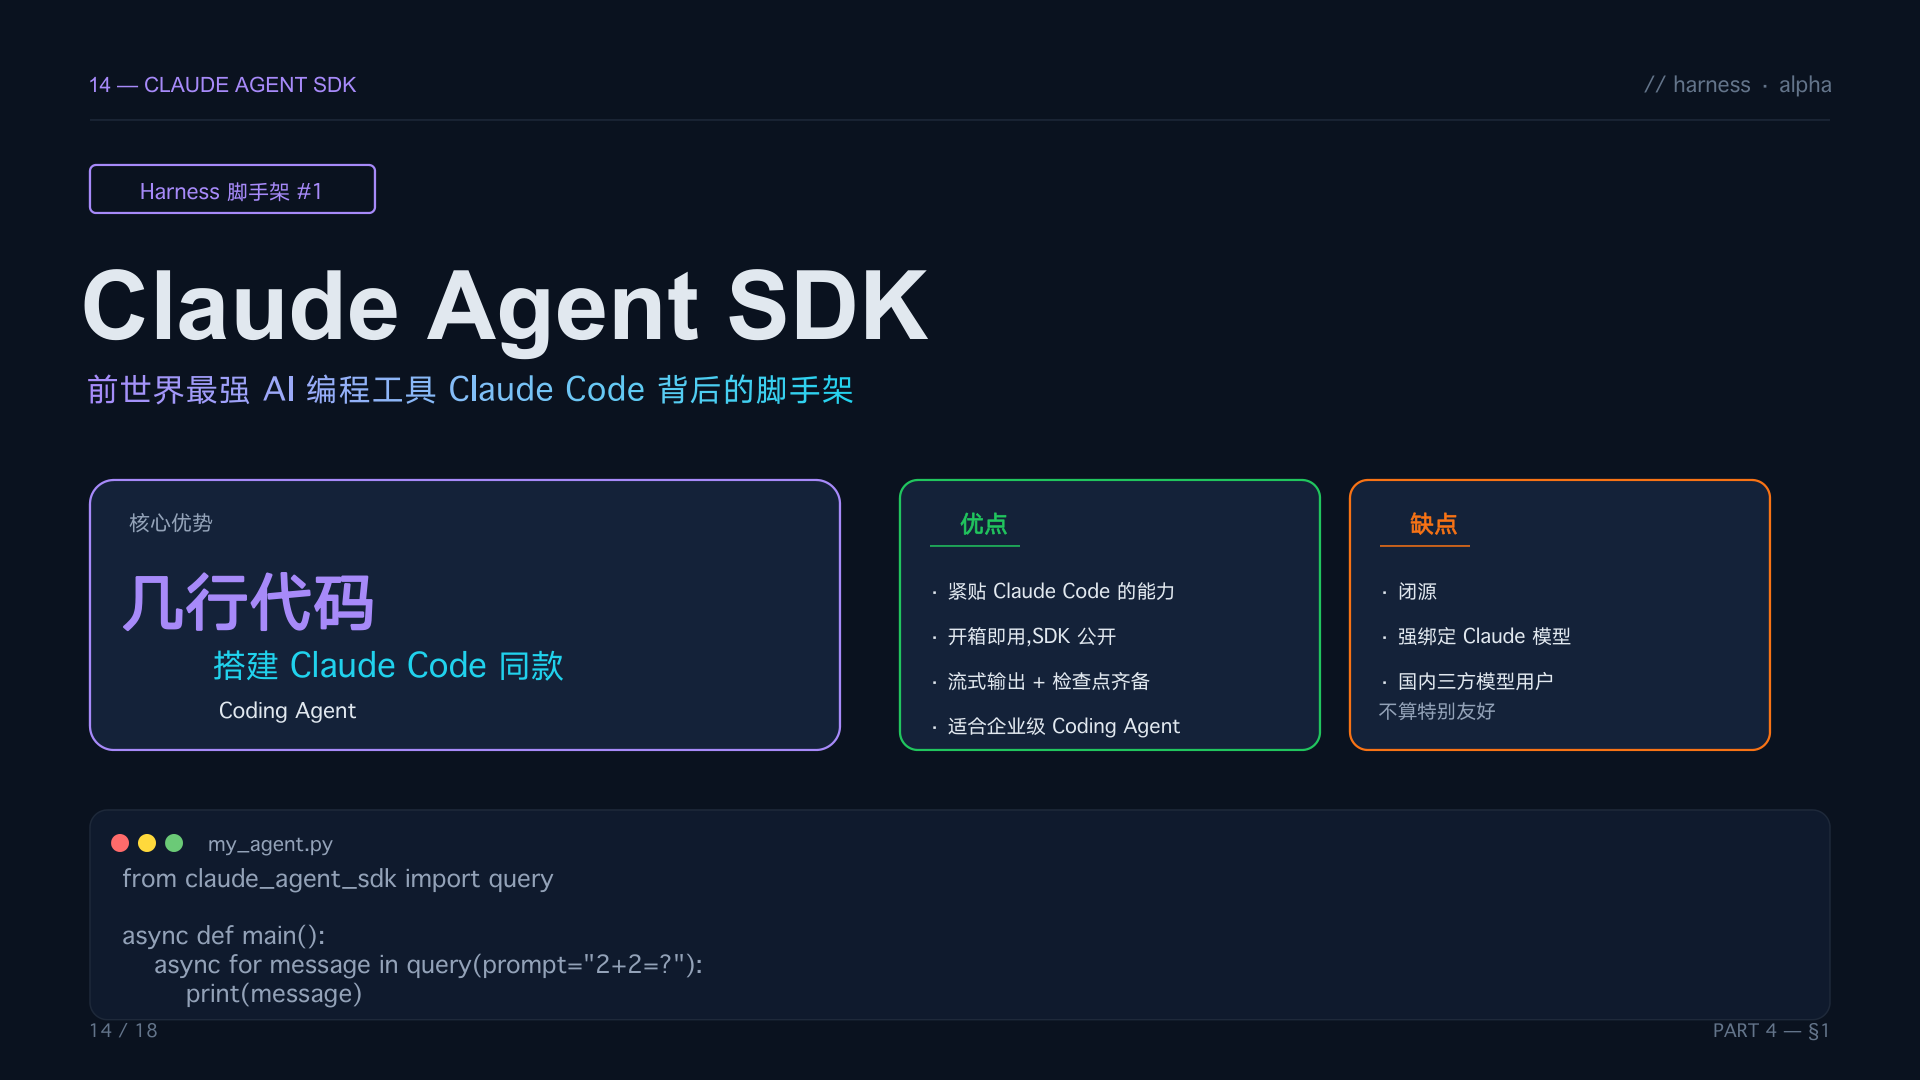 14 — CLAUDE AGENT SDK
// harness · alpha
Harness 脚手架 #1
Claude Agent SDK
前世界最强 AI 编程工具 Claude Code 背后的脚手架
核心优势
几行代码
搭建 Claude Code 同款
Coding Agent
优点
· 紧贴 Claude Code 的能力
· 开箱即用,SDK 公开
· 流式输出 + 检查点齐备
· 适合企业级 Coding Agent
缺点
· 闭源
· 强绑定 Claude 模型
· 国内三方模型用户
不算特别友好
my_agent.py
from claude_agent_sdk import query
async def main():
    async for message in query(prompt="2+2=?"):
        print(message)
14 / 18
PART 4 — §1